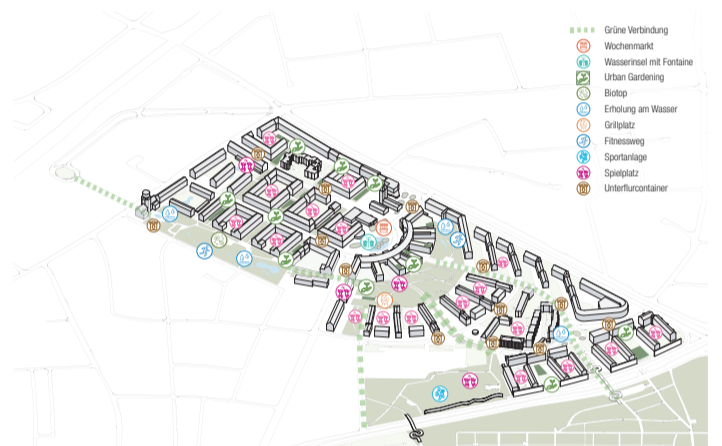 Grüne Verbindung
Wochenmarkt
Wasserinsel mit Fontaine
Urban Gardening
Biotop
Erholung am Wasser
Grillplatz
Fitnessweg
Sportanlage
Spielplatz
Unterflurcontainer